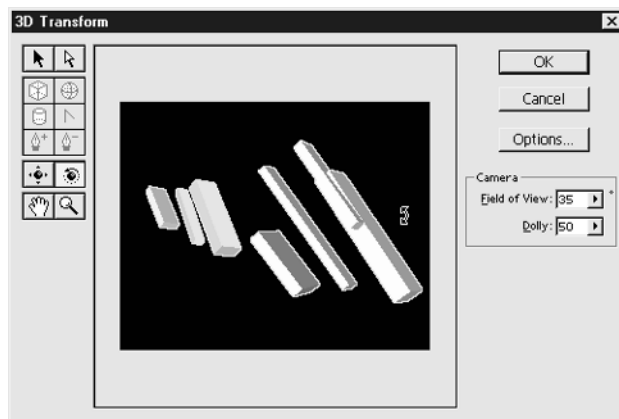 3D Transform
OK
Cancel
Options...
Camera
Field of View: 35 °
Dolly: 50